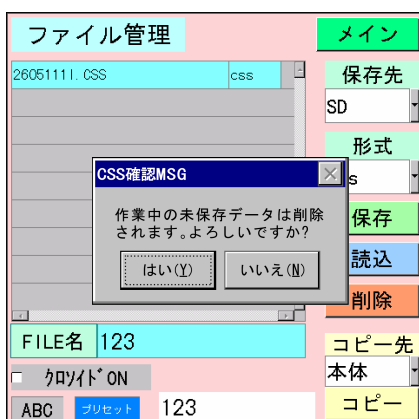 ファイル管理
メイン
2605111I.CSS css
保存先
SD
形式
CSS確認MSG
s
作業中の未保存データは削除
されます。よろしいですか?
はい(Y) いいえ(N)
保存
読込
削除
FILE名 123
コピー先
本体
クロソイド ON
ABC プリセット 123
コピー